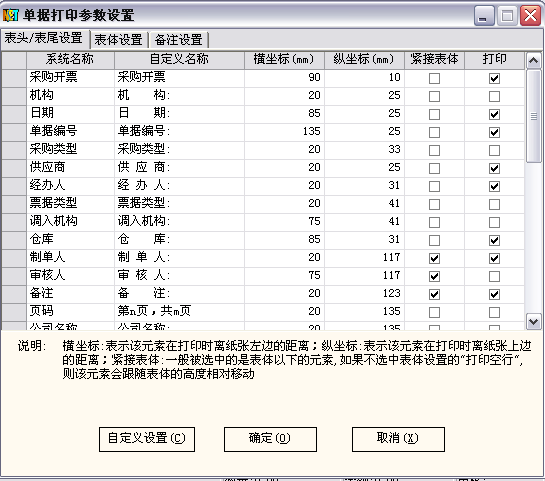 单据打印参数设置
表头/表尾设置 表体设置 备注设置
系统名称 自定义名称 横坐标(mm) 纵坐标(mm) 紧接表体 打印
采购开票 采购开票 90 10
机构 机 构: 20 25
日期 日 期: 85 25
单据编号 单据编号: 135 25
采购类型 采购类型: 20 33
供应商 供 应 商: 20 25
经办人 经 办 人: 20 31
票据类型 票据类型: 20 41
调入机构 调入机构: 75 41
仓库 仓 库: 85 31
制单人 制 单 人: 20 117
审核人 审 核 人: 75 117
备注 备 注: 20 123
页码 第n页,共m页 20 135
公司名称 公司名称: 20 135
说明: 横坐标:表示该元素在打印时离纸张左边的距离;纵坐标:表示该元素在打印时离纸张上边
的距离;紧接表体:一般被选中的是表体以下的元素,如果不选中表体设置的"打印空行",
则该元素会跟随表体的高度相对移动
自定义设置(C) 确定(O) 取消(X)